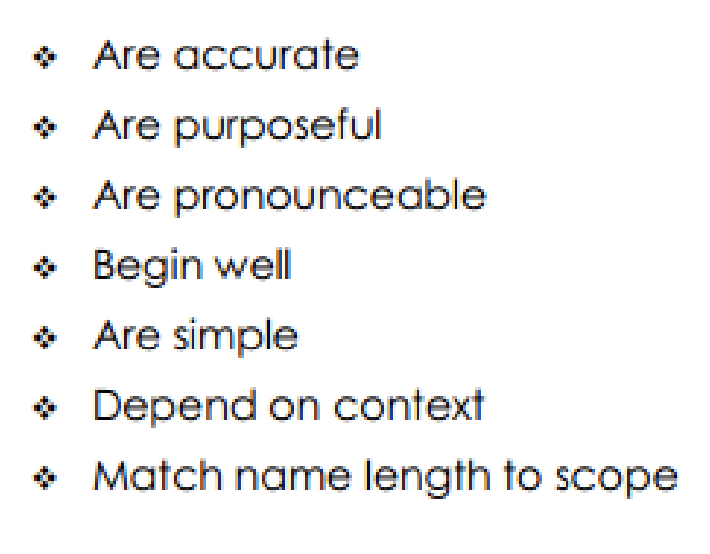 ❖ Are accurate
❖ Are purposeful
❖ Are pronounceable
❖ Begin well
❖ Are simple
❖ Depend on context
❖ Match name length to scope